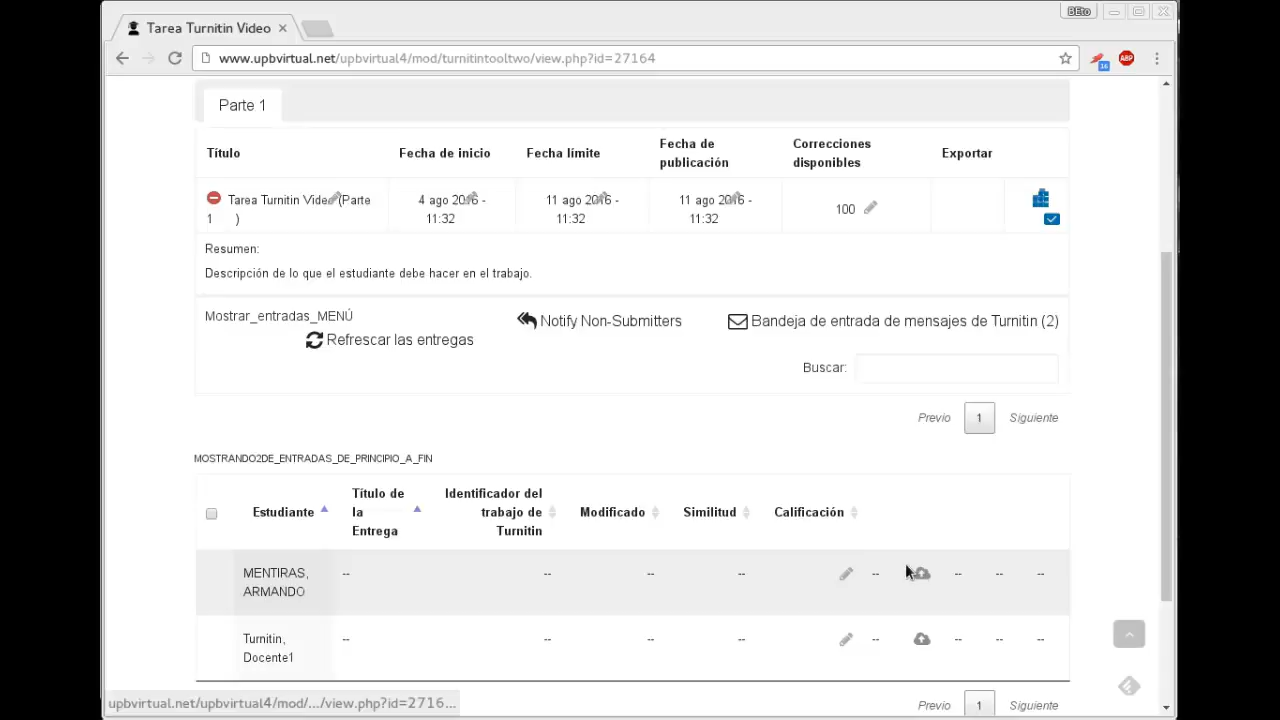 BEto
Tarea Turnitin Video
www.upbvirtual.net/upbvirtual4/mod/turnitintooltwo/view.php?id=27164
16
ABP
Parte 1
Título
Fecha de inicio
Fecha límite
Fecha de
publicación
Correcciones
disponibles
Exportar
Tarea Turnitin Video (Parte
1 )
4 ago 2016 -
11:32
11 ago 2016 -
11:32
11 ago 2016 -
11:32
100
Resumen:
Descripción de lo que el estudiante debe hacer en el trabajo.
Mostrar_entradas_MENÚ
Refrescar las entregas
Notify Non-Submitters
Bandeja de entrada de mensajes de Turnitin (2)
Buscar:
Previo 1 Siguiente
MOSTRANDO2DE_ENTRADAS_DE_PRINCIPIO_A_FIN
Estudiante
Título de
la
Entrega
Identificador del
trabajo de
Turnitin
Modificado
Similitud
Calificación
MENTIRAS,
ARMANDO
-- -- -- -- -- -- -- --
Turnitin,
Docente1
-- -- -- -- -- -- -- --
upbvirtual.net/upbvirtual4/mod/.../view.php?id=2716...
Previo 1 Siguiente